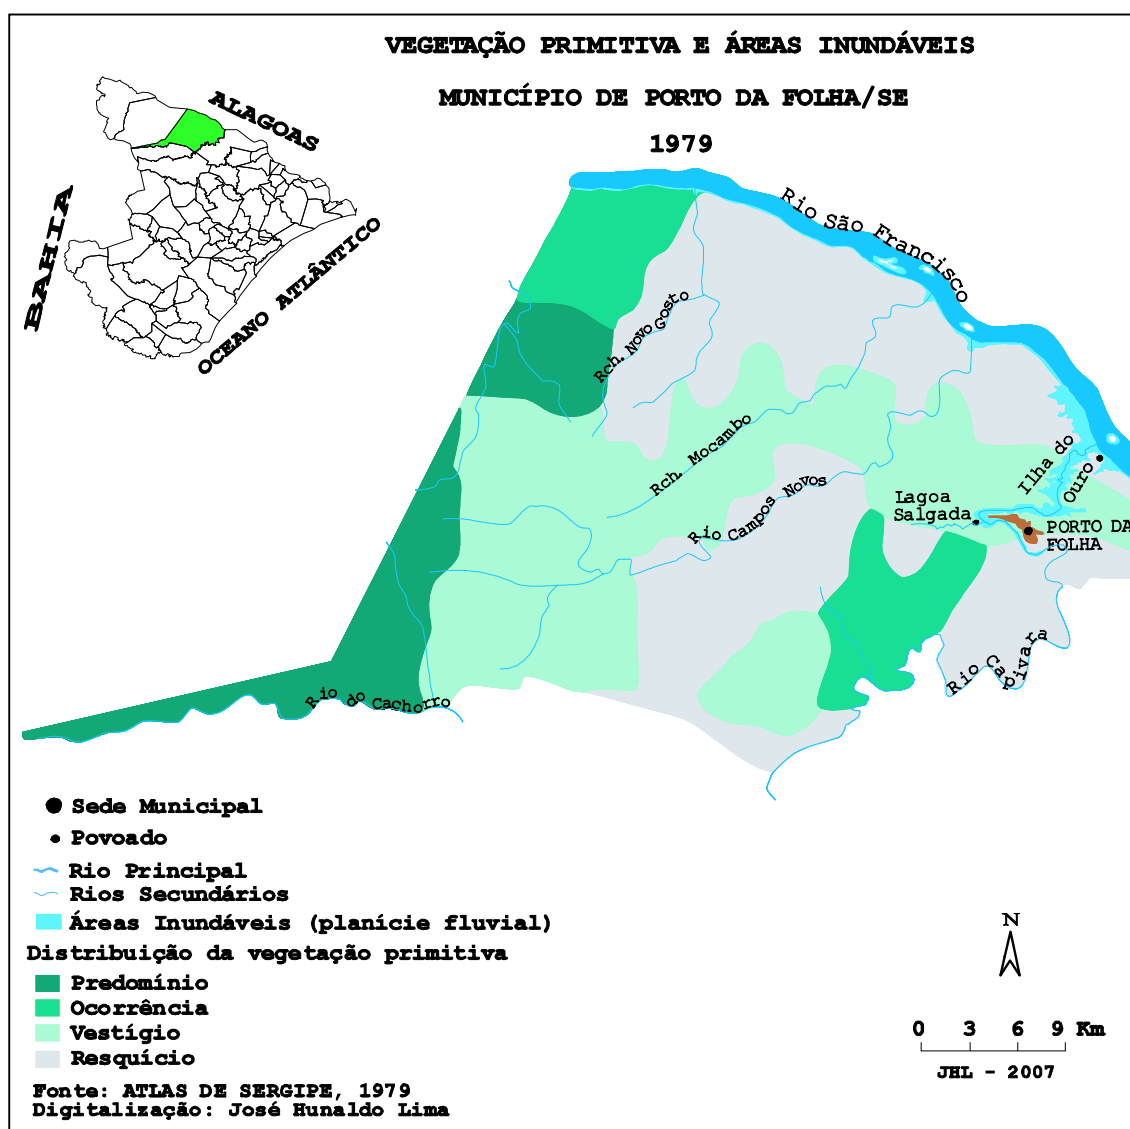 VEGETAÇÃO PRIMITIVA E ÁREAS INUNDÁVEIS
MUNICÍPIO DE PORTO DA FOLHA/SE
1979
ALAGOAS
BAHIA
OCEANO ATLÂNTICO
Rio São Francisco
Rch. Novo Gosto
Rch. Mocambo
Rio Campos Novos
Ilha do
Ouro
Lagoa
Salgada
PORTO DA
FOLHA
Rio Capivara
Rio do Cachorro
Sede Municipal
Povoado
Rio Principal
Rios Secundários
Áreas Inundáveis (planície fluvial)
Distribuição da vegetação primitiva
Predomínio
Ocorrência
Vestígio
Resquício
Fonte: ATLAS DE SERGIPE, 1979
Digitalização: José Hunaldo Lima
N
0 3 6 9 Km
JHL - 2007